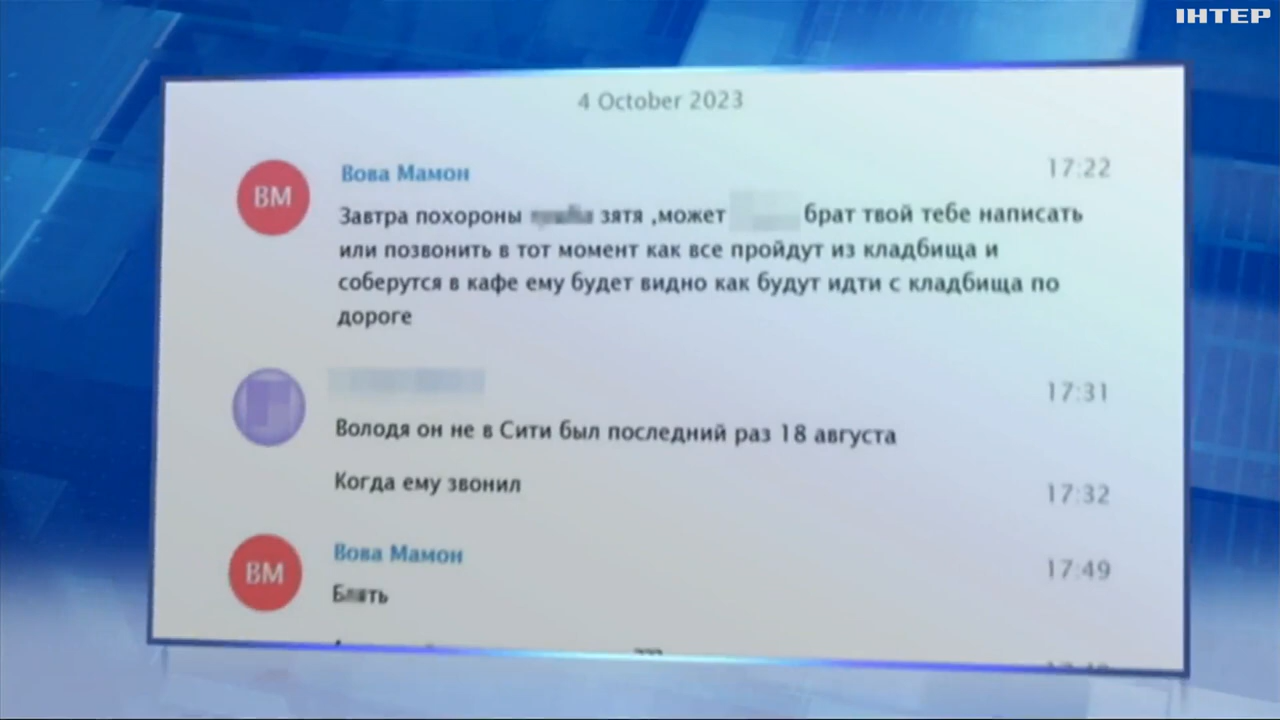 ІНТЕР
4 October 2023
ВМ
Вова Мамон
17:22
Завтра похороны зятя ,может брат твой тебе написать
или позвонить в тот момент как все пройдут из кладбища и
соберутся в кафе ему будет видно как будут идти с кладбища по
дороге
17:31
Володя он не в Сити был последний раз 18 августа
Когда ему звонил
17:32
ВМ
Вова Мамон
17:49